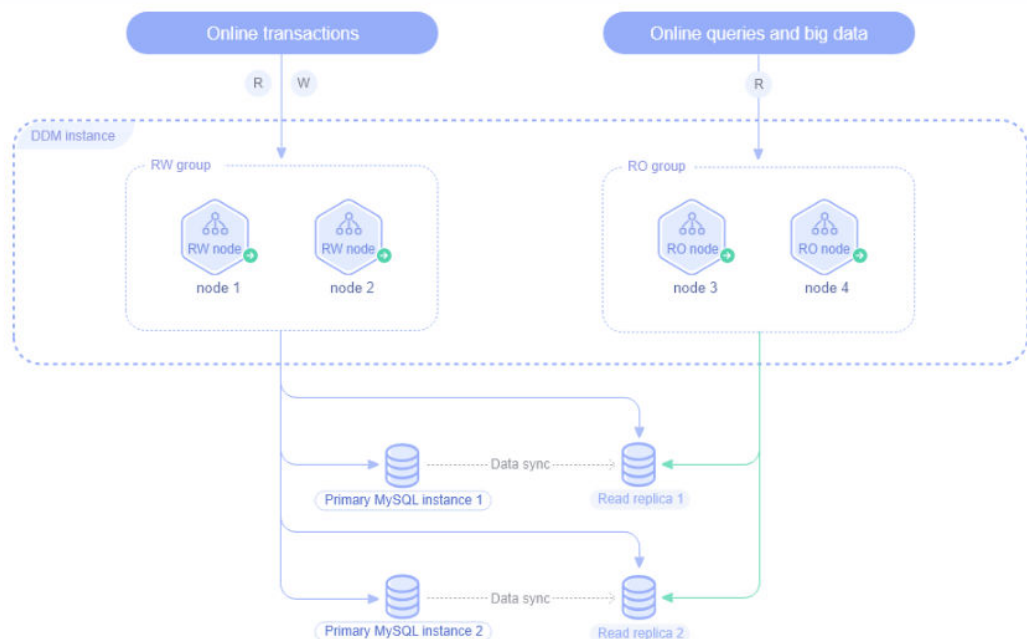 Online transactions
Online queries and big data
R
W
R
DDM instance
RW group
RO group
RW node
RW node
RO node
RO node
node 1
node 2
node 3
node 4
Data sync
Primary MySQL instance 1
Read replica 1
Data sync
Primary MySQL instance 2
Read replica 2